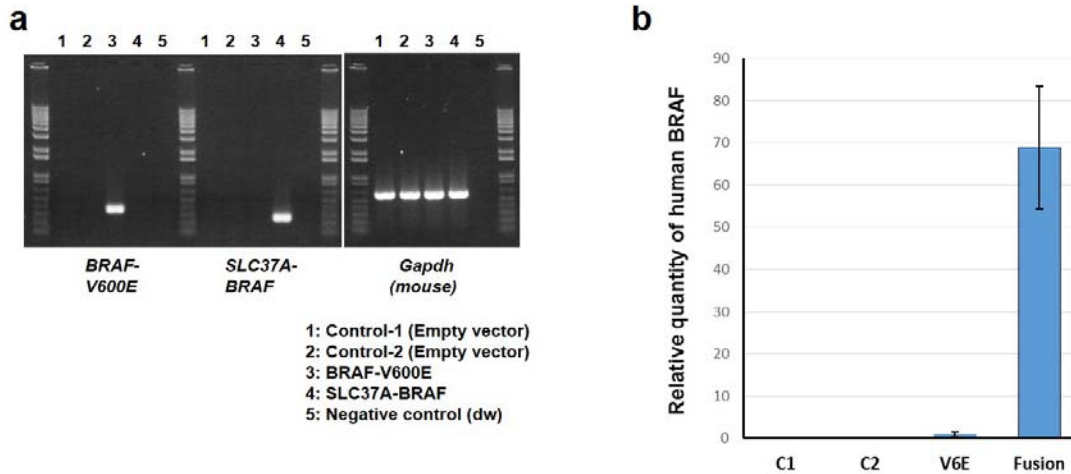 a
1 2 3 4 5 1 2 3 4 5 1 2 3 4 5
BRAF-
V600E
SLC37A-
BRAF
Gapdh
(mouse)
1: Control-1 (Empty vector)
2: Control-2 (Empty vector)
3: BRAF-V600E
4: SLC37A-BRAF
5: Negative control (dw)
b
Relative quantity of human BRAF
90
80
70
60
50
40
30
20
10
0
C1 C2 V6E Fusion